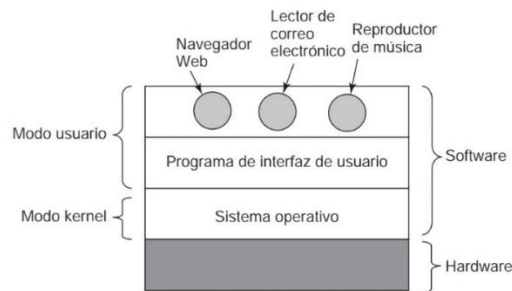 Navegador
Web
Lector de
correo
electrónico
Reproductor
de música
Modo usuario
Programa de interfaz de usuario
Software
Modo kernel
Sistema operativo
Hardware